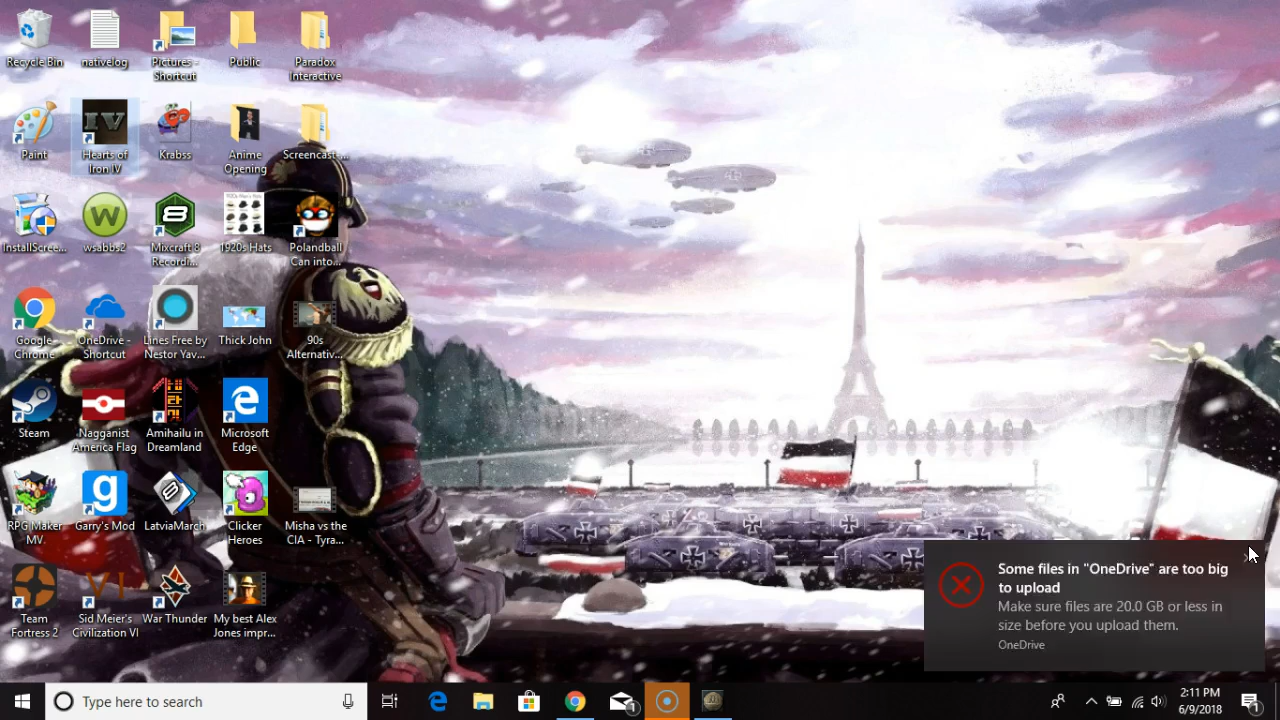 Recycle Bin
nativelog
Pictures -
Shortcut
Public
Paradox
Interactive
Paint
IV
Hearts of
Iron IV
Krabss
Anime
Opening
Screencast-...
InstallScree...
W
wsabbs2
8
Mixcraft 8
Recordi...
1920s Hats
Polandball
Can into...
Google
Chrome
OneDrive -
Shortcut
Lines Free by
Nestor Yav...
Thick John
90s
Alternativ...
Steam
Nagganist
America Flag
Amihailu in
Dreamland
Microsoft
Edge
RPG Maker
MV
g
Garry's Mod
LatviaMarch
Clicker
Heroes
Misha vs the
CIA - Tyra...
Team
Fortress 2
VI
Sid Meier's
Civilization VI
War Thunder
My best Alex
Jones impr...
Some files in "OneDrive" are too big
to upload
Make sure files are 20.0 GB or less in
size before you upload them.
OneDrive
Type here to search
1
2:11 PM
6/9/2018
1